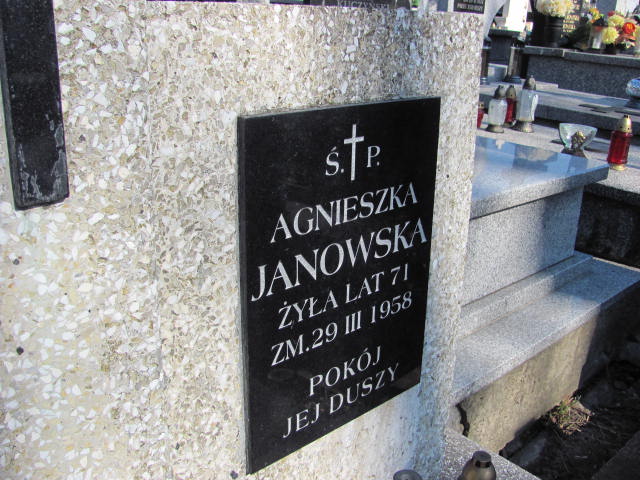 Ś. P.
AGNIESZKA
JANOWSKA
ŻYŁA LAT 71
ZM. 29 III 1958
POKÓJ
JEJ DUSZY